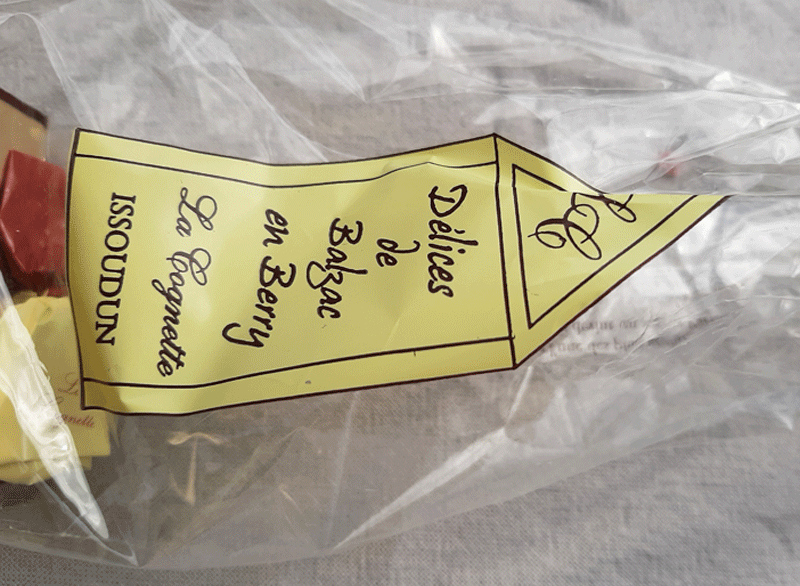 Délices
de
Balzac
en Berry
La Cognette
ISSOUDUN